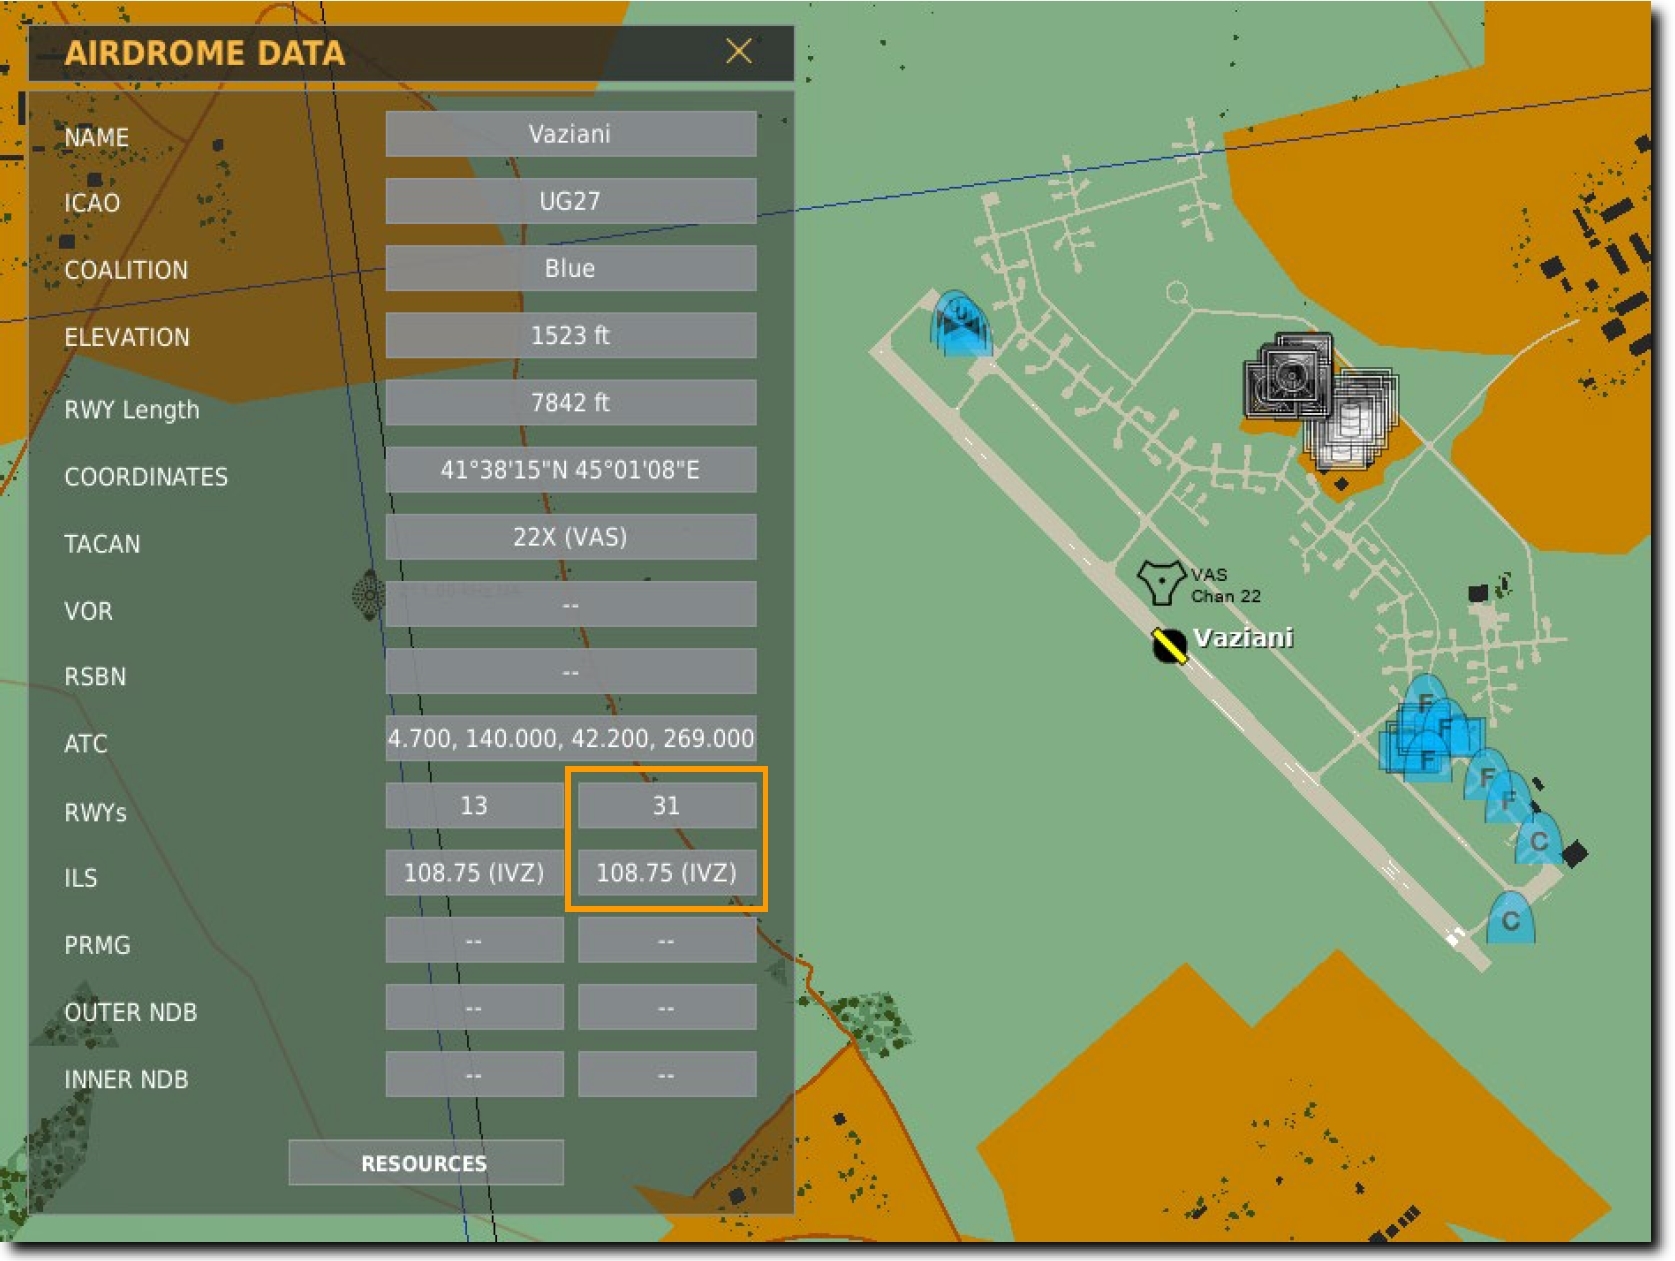 AIRDROME DATA
NAME Vaziani
ICAO UG27
COALITION Blue
ELEVATION 1523 ft
RWY Length 7842 ft
COORDINATES 41°38'15"N 45°01'08"E
TACAN 22X (VAS)
VOR --
RSBN --
ATC 4.700, 140.000, 42.200, 269.000
RWYs 13 31
ILS 108.75 (IVZ) 108.75 (IVZ)
PRMG -- --
OUTER NDB -- --
INNER NDB -- --
RESOURCES
U
VAS
Chan 22
Vaziani
F
F
F
F
F
C
C